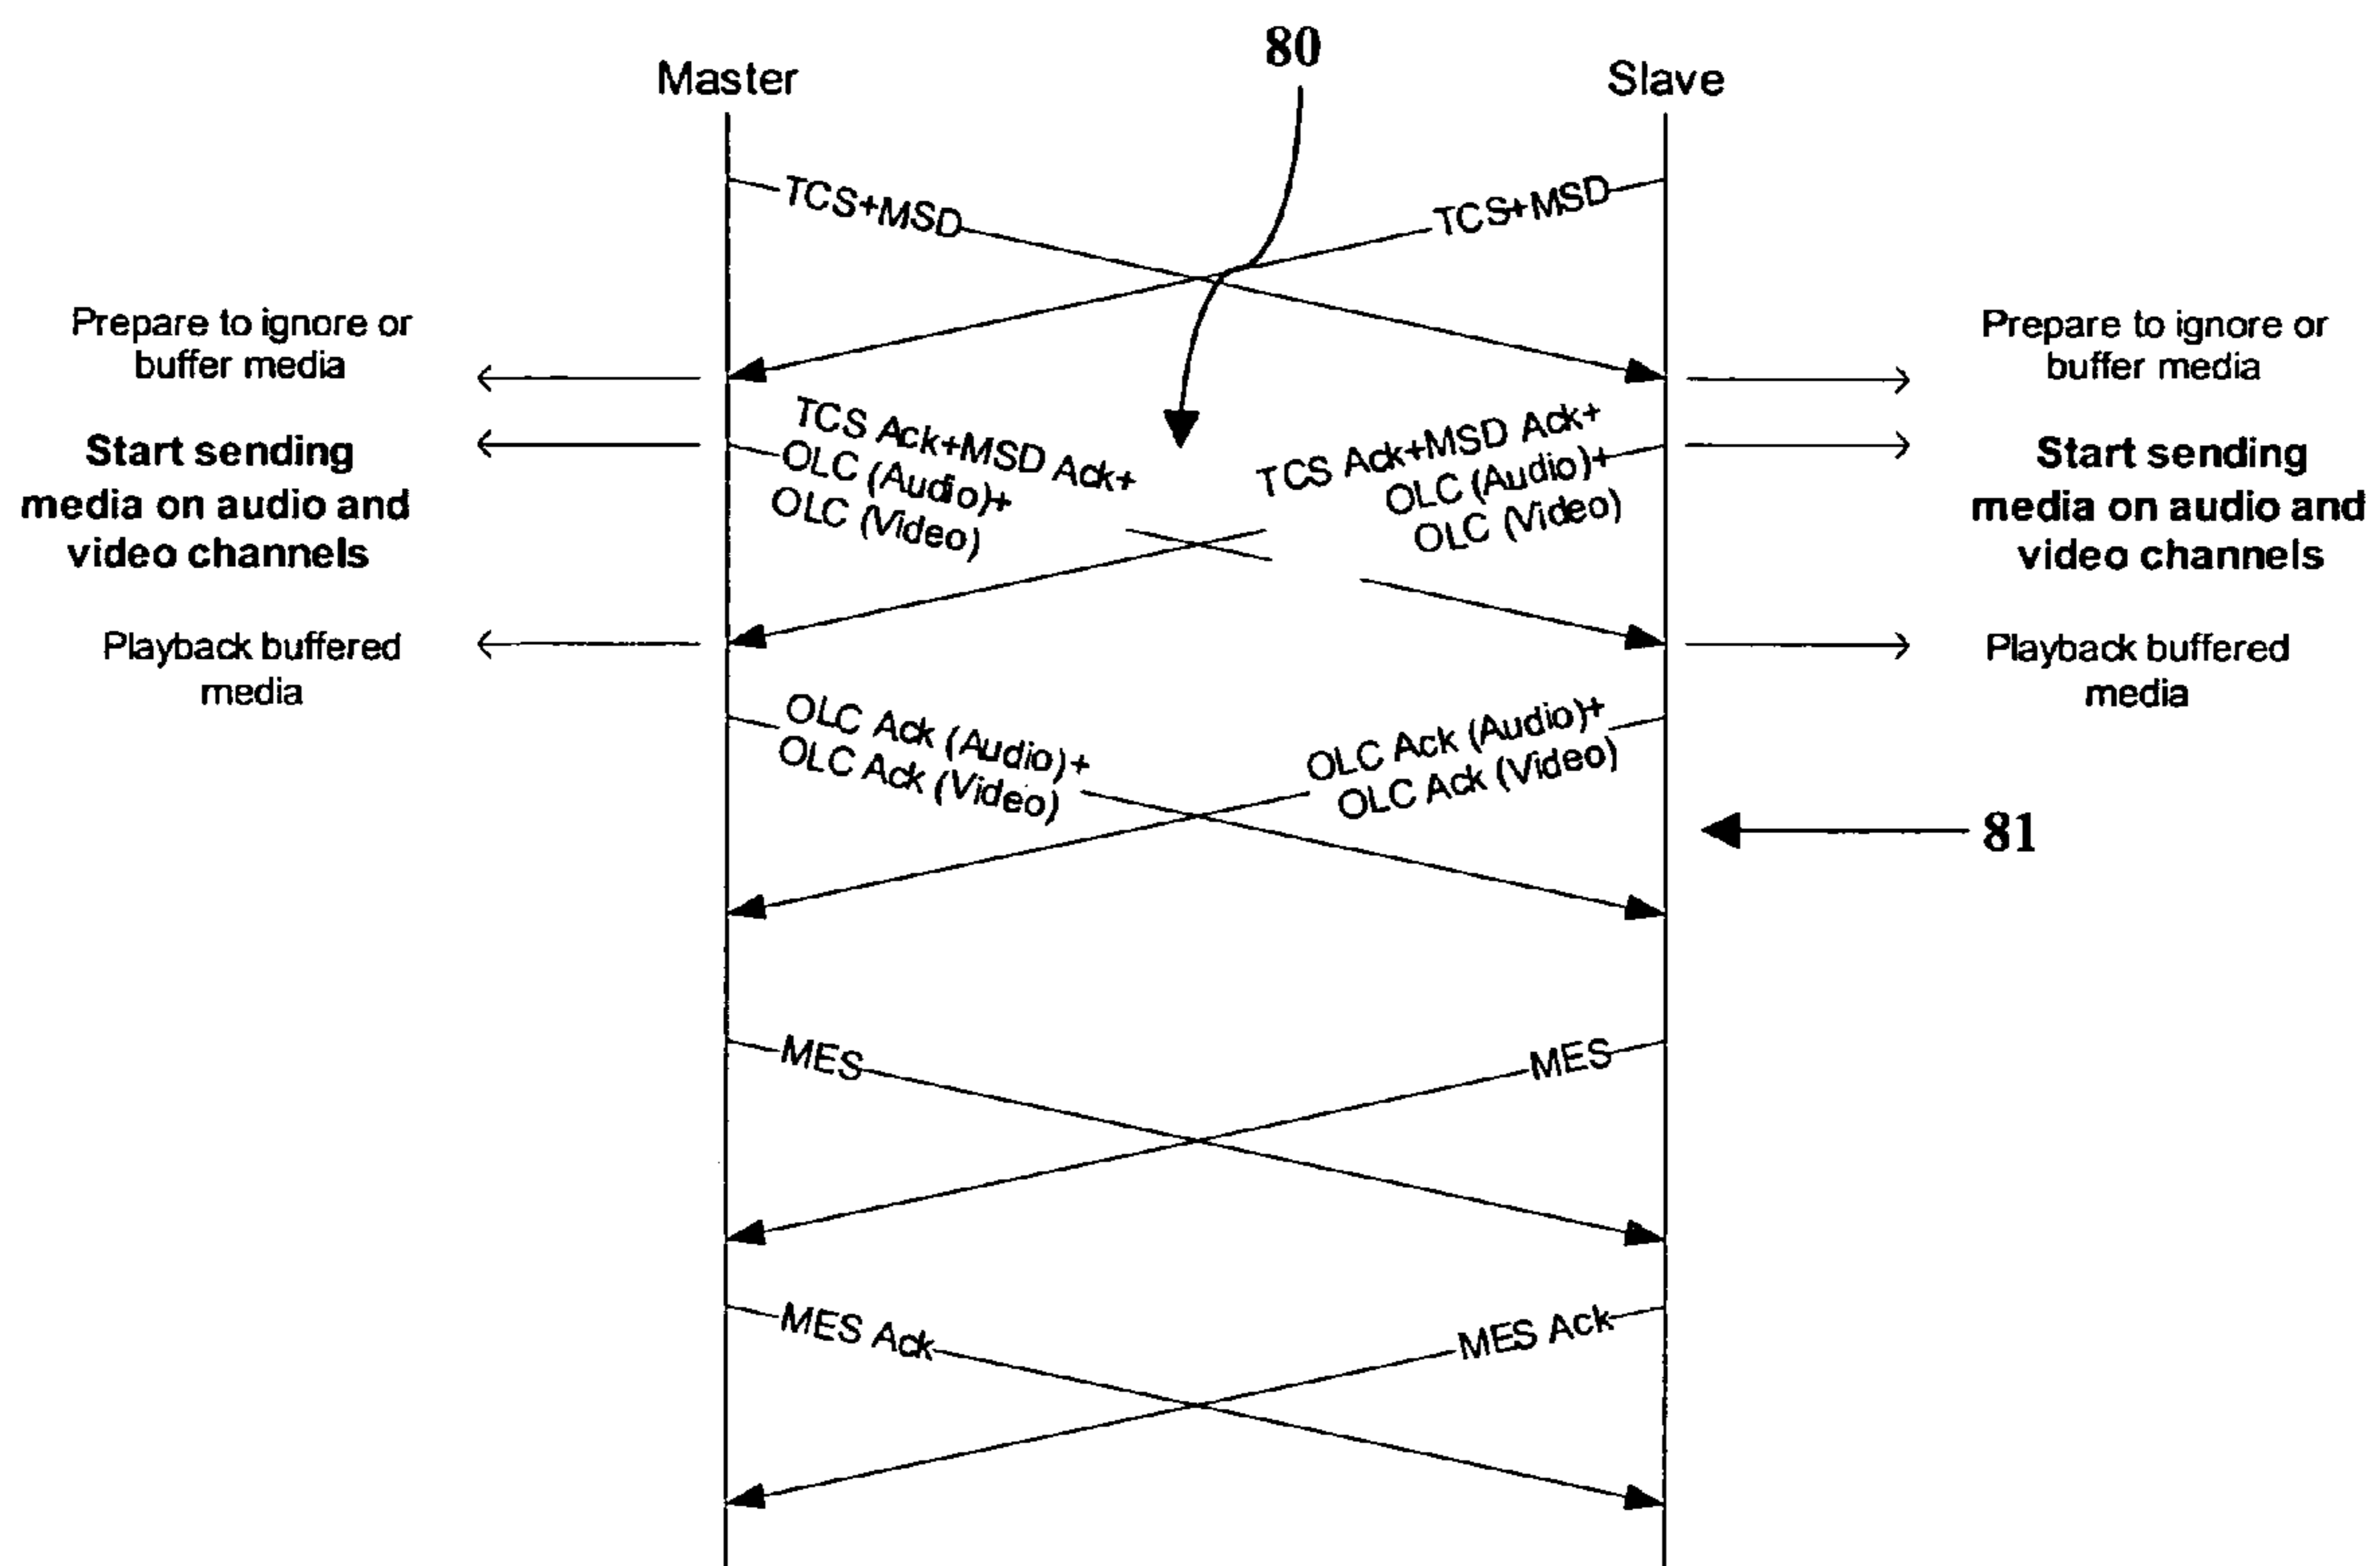 80
Master
Slave
TCS+MSD
TCS+MSD
Prepare to ignore or
buffer media
Prepare to ignore or
buffer media
TCS Ack+MSD Ack+
OLC (Audio)+
OLC (Video)
TCS Ack+MSD Ack+
OLC (Audio)+
OLC (Video)
Start sending
media on audio and
video channels
Start sending
media on audio and
video channels
Playback buffered
media
Playback buffered
media
OLC Ack (Audio)+
OLC Ack (Video)
OLC Ack (Audio)+
OLC Ack (Video)
81
MES
MES
MES Ack
MES Ack